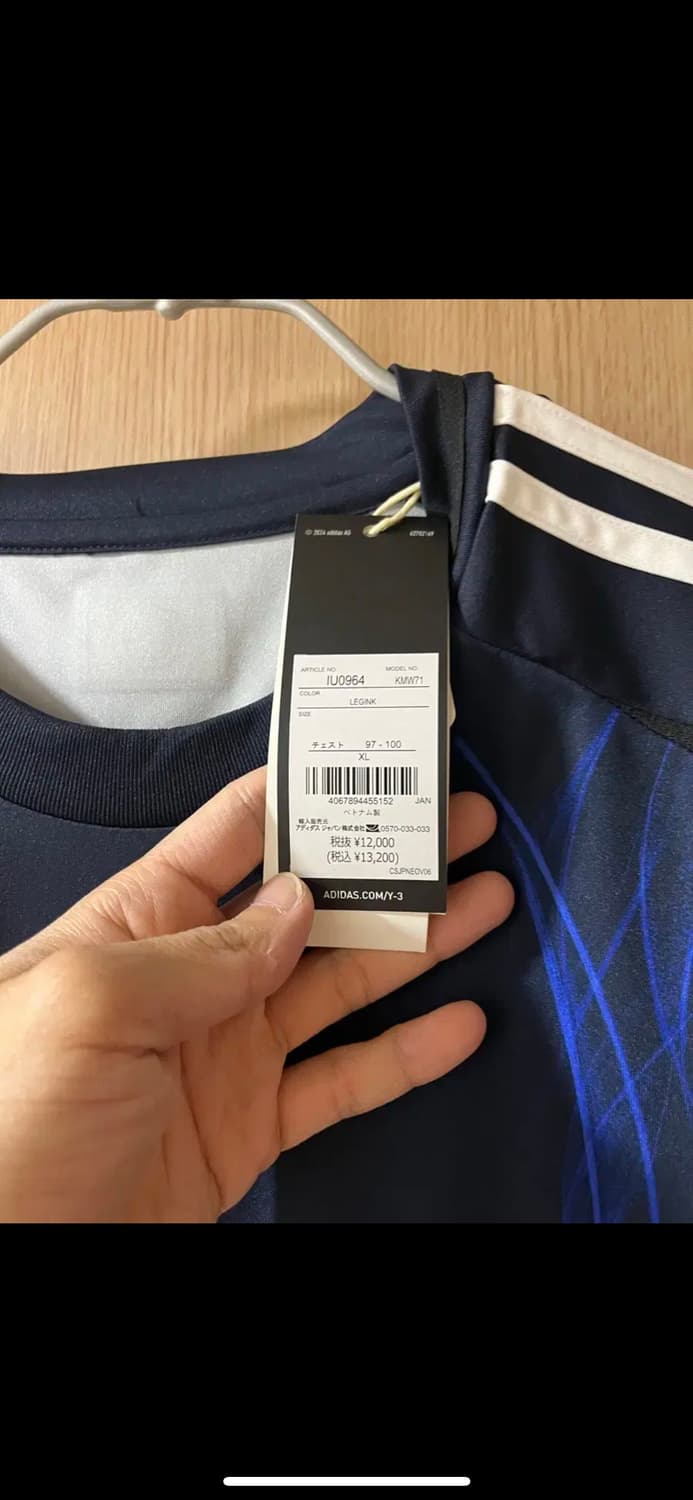 © 2024 adidas AG 62702169
ARTICLE NO. MODEL NO.
IU0964 KMW71
COLOR
LEGINK
SIZE
チェスト 97 - 100
XL
4067894455152 JAN
ベトナム製
輸入販売元
アディダス ジャパン株式会社 0570-033-033
税抜 ¥12,000
(税込 ¥13,200)
CSJPNEOV06
ADIDAS.COM/Y-3